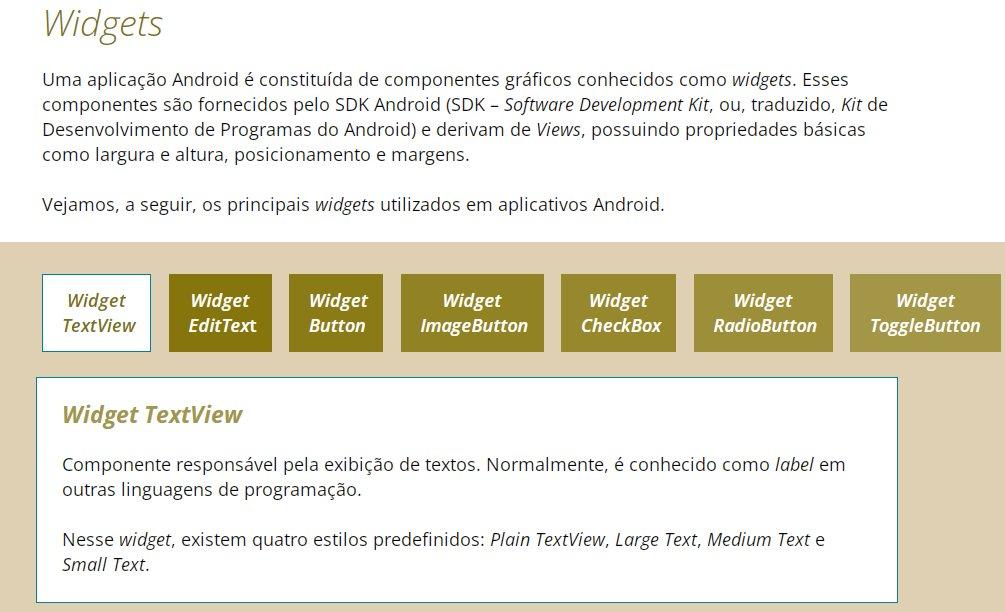 Widgets
Uma aplicação Android é constituída de componentes gráficos conhecidos como widgets. Esses
componentes são fornecidos pelo SDK Android (SDK – Software Development Kit, ou, traduzido, Kit de
Desenvolvimento de Programas do Android) e derivam de Views, possuindo propriedades básicas
como largura e altura, posicionamento e margens.
Vejamos, a seguir, os principais widgets utilizados em aplicativos Android.
Widget
TextView
Widget
EditText
Widget
Button
Widget
ImageButton
Widget
CheckBox
Widget
RadioButton
Widget
ToggleButton
Widget TextView
Componente responsável pela exibição de textos. Normalmente, é conhecido como label em
outras linguagens de programação.
Nesse widget, existem quatro estilos predefinidos: Plain TextView, Large Text, Medium Text e
Small Text.